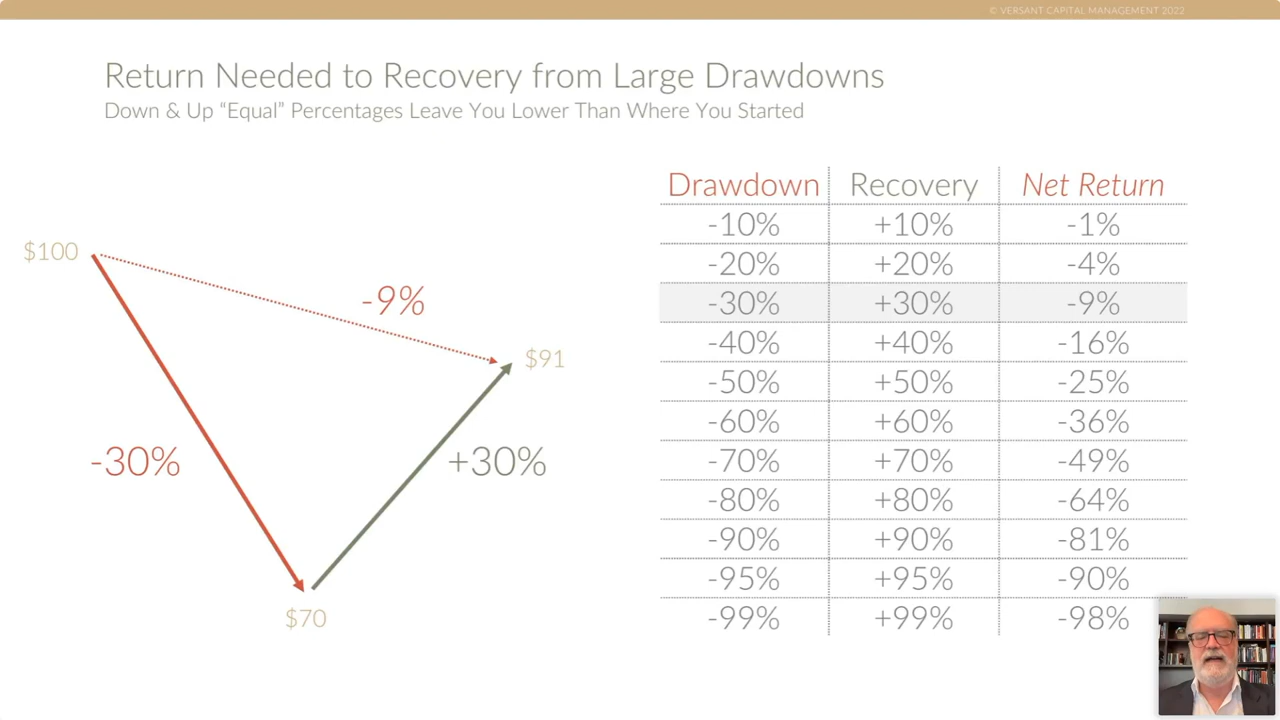 © VERSANT CAPITAL MANAGEMENT 2022
Return Needed to Recovery from Large Drawdowns
Down & Up “Equal” Percentages Leave You Lower Than Where You Started
$100
-9%
$91
-30%
+30%
$70
Drawdown Recovery Net Return
-10% +10% -1%
-20% +20% -4%
-30% +30% -9%
-40% +40% -16%
-50% +50% -25%
-60% +60% -36%
-70% +70% -49%
-80% +80% -64%
-90% +90% -81%
-95% +95% -90%
-99% +99% -98%